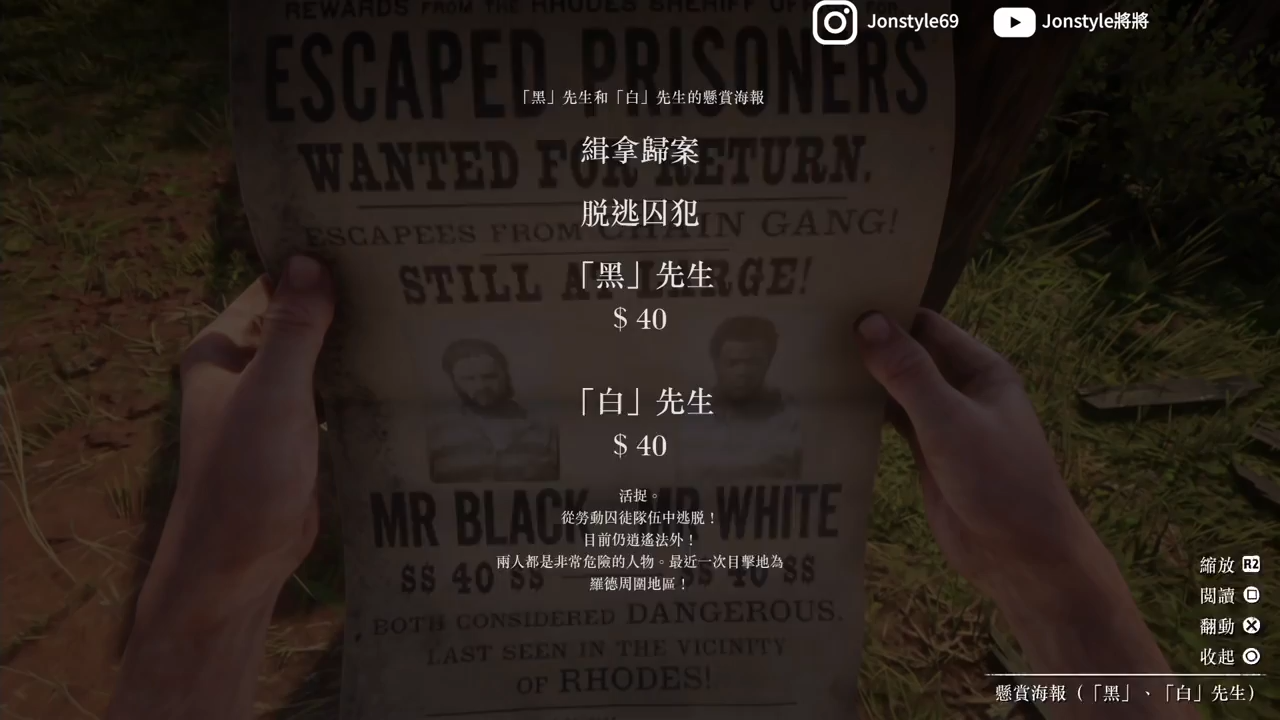 REWARDS FROM THE RHODES SHERIFF OF
Jonstyle69
Jonstyle將將
ESCAPED PRISONERS
「黑」先生和「白」先生的懸賞海報
緝拿歸案
WANTED FOR RETURN.
脱逃囚犯
ESCAPEES FROM CHAIN GANG!
「黑」先生
STILL AT LARGE!
$ 40
「白」先生
$ 40
活捉。
MR BLACK MR WHITE
從勞動囚徒隊伍中逃脱！
目前仍逍遙法外！
兩人都是非常危險的人物。最近一次目擊地為
$$ 40 $$ $$ 40 $$
羅德周圍地區！
BOTH CONSIDERED DANGEROUS.
LAST SEEN IN THE VICINITY
OF RHODES!
縮放 R2
閱讀
翻動
收起
懸賞海報（「黑」、「白」先生）